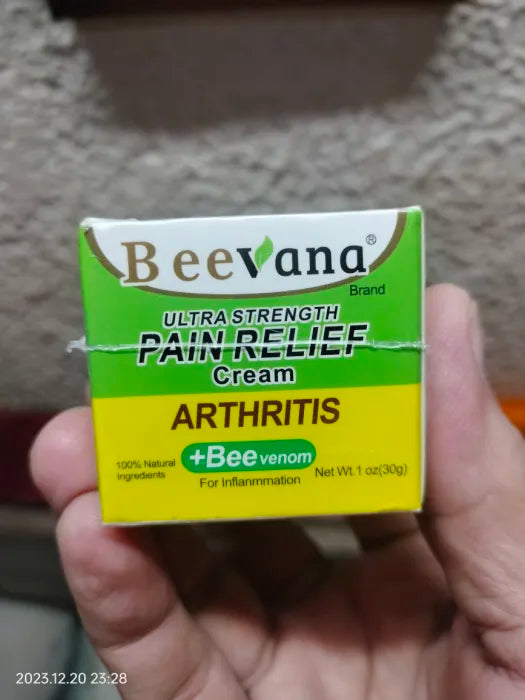 Beevana®
Brand
ULTRA STRENGTH
PAIN RELIEF
Cream
ARTHRITIS
100% Natural
Ingredients
+Bee venom
For Inflanmmation
Net Wt.1 oz(30g)
2023.12.20 23:28